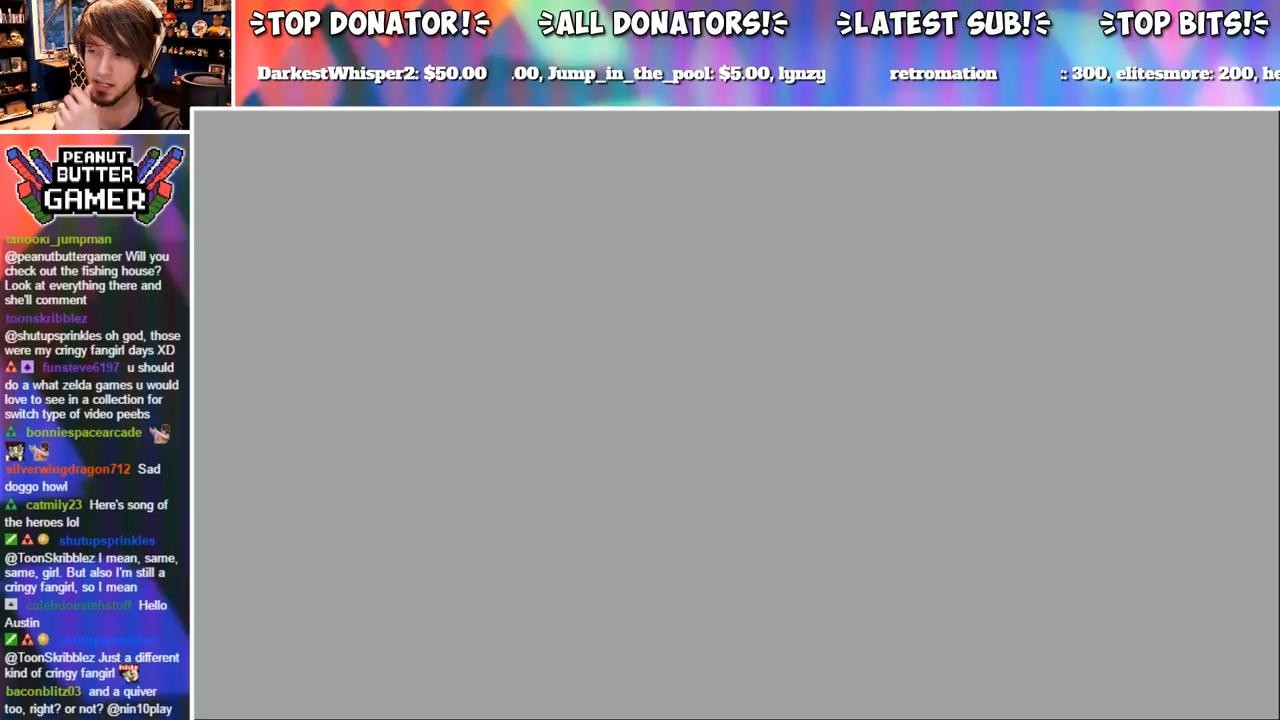 TOP DONATOR!
ALL DONATORS!
LATEST SUB!
TOP BITS!
DarkestWhisper2: $50.00
.00, Jump_in_the_pool: $5.00, lynzy
retromation
: 300, elitesmore: 200, he
PEANUT
BUTTER
GAMER
tanooki_jumpman
@peanutbuttergamer Will you
check out the fishing house?
Look at everything there and
she'll comment
toonskribblez
@shutupsprinkles oh god, those
were my cringy fangirl days XD
funsteve6197 u should
do a what zelda games u would
love to see in a collection for
switch type of video peebs
bonniespacearcade
silverwingdragon712 Sad
doggo howl
catmily23 Here's song of
the heroes lol
shutupsprinkles
@ToonSkribblez I mean, same,
same, girl. But also I'm still a
cringy fangirl, so I mean
calebdoestehstuff Hello
Austin
shutupsprinkles
@ToonSkribblez Just a different
kind of cringy fangirl
baconblitz03 and a quiver
too, right? or not? @nin10play